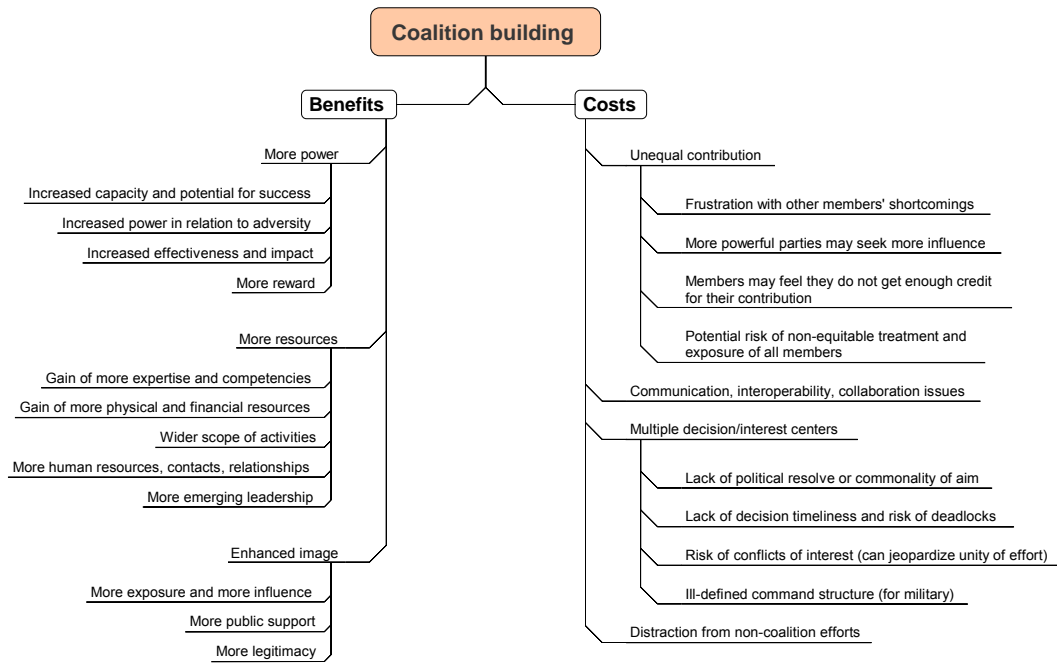 Coalition building
Benefits
More power
Increased capacity and potential for success
Increased power in relation to adversity
Increased effectiveness and impact
More reward
More resources
Gain of more expertise and competencies
Gain of more physical and financial resources
Wider scope of activities
More human resources, contacts, relationships
More emerging leadership
Enhanced image
More exposure and more influence
More public support
More legitimacy
Costs
Unequal contribution
Frustration with other members' shortcomings
More powerful parties may seek more influence
Members may feel they do not get enough credit
for their contribution
Potential risk of non-equitable treatment and
exposure of all members
Communication, interoperability, collaboration issues
Multiple decision/interest centers
Lack of political resolve or commonality of aim
Lack of decision timeliness and risk of deadlocks
Risk of conflicts of interest (can jeopardize unity of effort)
Ill-defined command structure (for military)
Distraction from non-coalition efforts